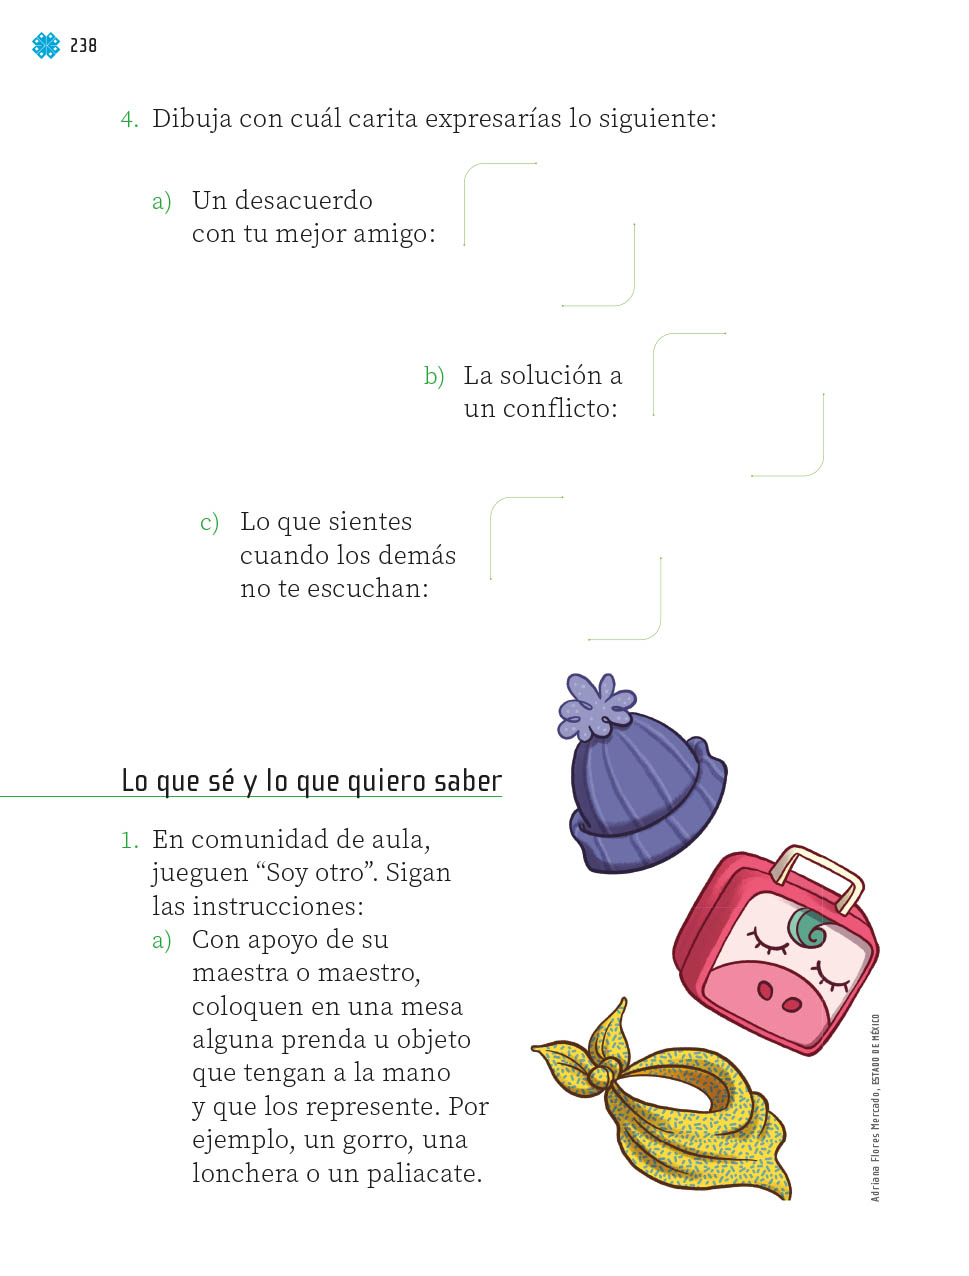 238
4. Dibuja con cuál carita expresarías lo siguiente:
a) Un desacuerdo
con tu mejor amigo:
b) La solución a
un conflicto:
c) Lo que sientes
cuando los demás
no te escuchan:
Lo que sé y lo que quiero saber
1. En comunidad de aula,
jueguen “Soy otro”. Sigan
las instrucciones:
a) Con apoyo de su
maestra o maestro,
coloquen en una mesa
alguna prenda u objeto
que tengan a la mano
y que los represente. Por
ejemplo, un gorro, una
lonchera o un paliacate.
Adriana Flores Mercado, ESTADO DE MÉXICO